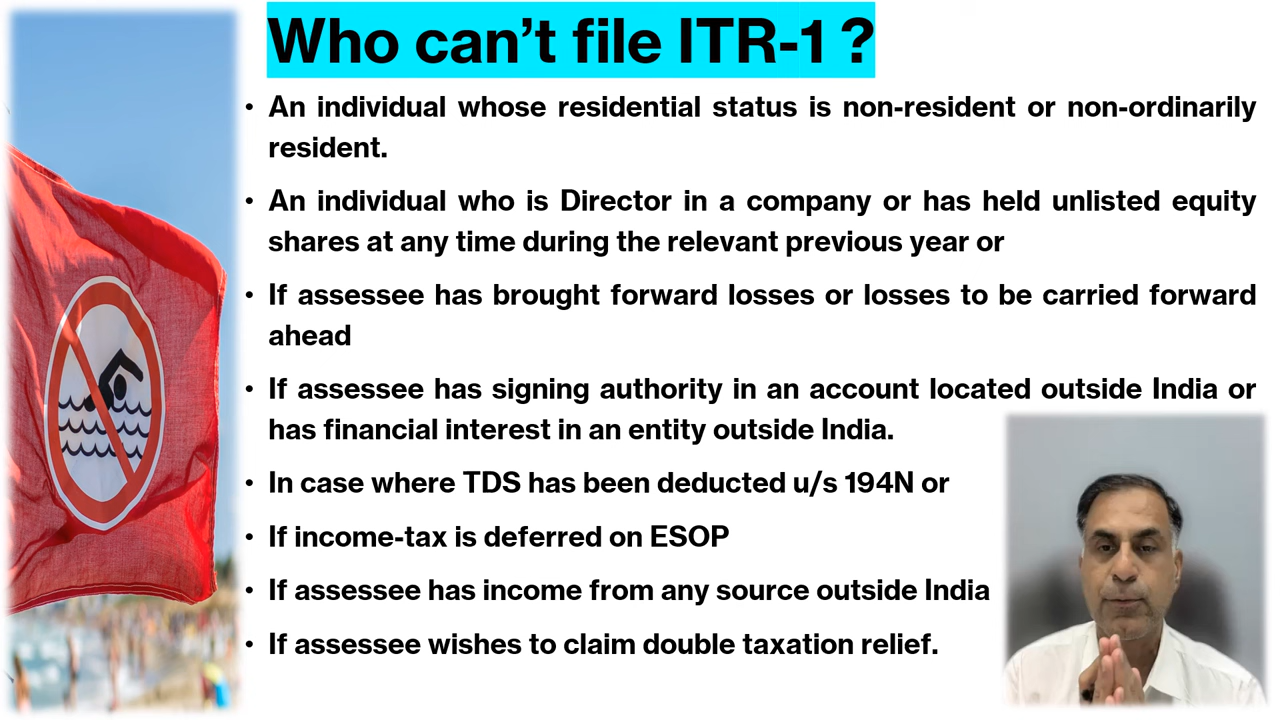 Who can’t file ITR-1 ?
• An individual whose residential status is non-resident or non-ordinarily
resident.
• An individual who is Director in a company or has held unlisted equity
shares at any time during the relevant previous year or
• If assessee has brought forward losses or losses to be carried forward
ahead
• If assessee has signing authority in an account located outside India or
has financial interest in an entity outside India.
• In case where TDS has been deducted u/s 194N or
• If income-tax is deferred on ESOP
• If assessee has income from any source outside India
• If assessee wishes to claim double taxation relief.